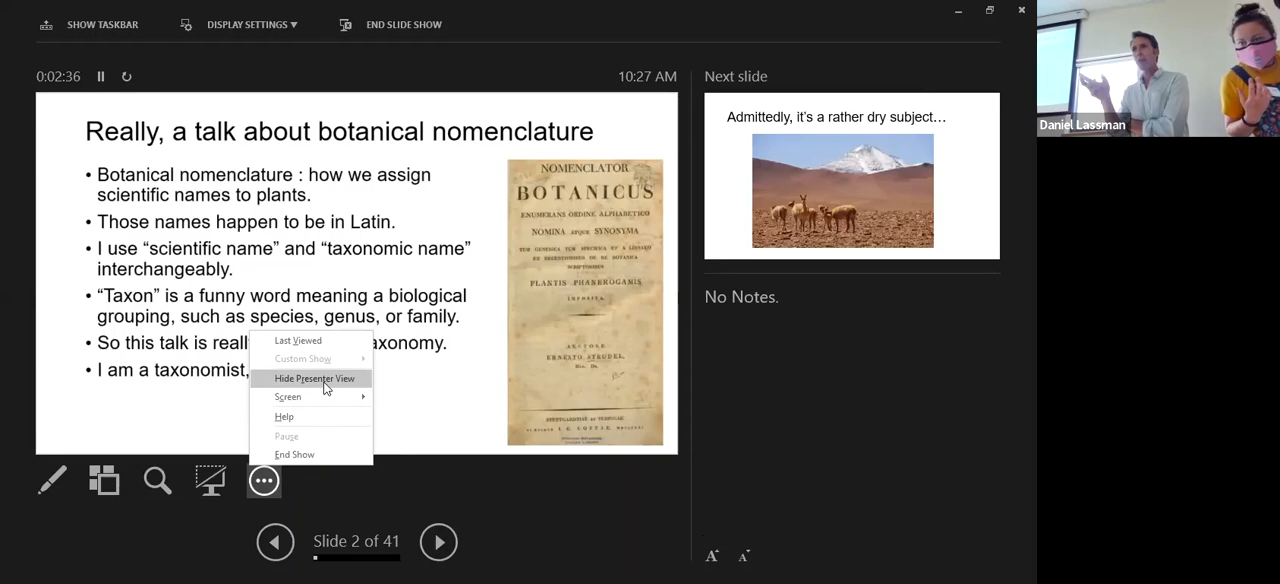 SHOW TASKBAR
DISPLAY SETTINGS ▼
END SLIDE SHOW
0:02:36
10:27 AM
Really, a talk about botanical nomenclature
• Botanical nomenclature : how we assign
scientific names to plants.
• Those names happen to be in Latin.
• I use “scientific name” and “taxonomic name”
interchangeably.
• “Taxon” is a funny word meaning a biological
grouping, such as species, genus, or family.
• So this talk is really
axonomy.
• I am a taxonomist,
NOMENCLATOR
BOTANICUS
ENUMERANS ORDINE ALPHABETICO
NOMINA ATQUE SYNONYMA
PLANTIS PHANEROGAMIS
IMPOSITA.
AUCTORE
ERNESTO STEUDEL,
Last Viewed
Custom Show
Hide Presenter View
Screen
Help
Pause
End Show
Slide 2 of 41
Next slide
Admittedly, it’s a rather dry subject…
No Notes.
A A
Daniel Lassman